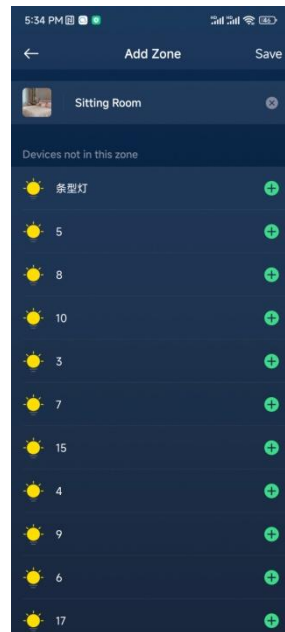 5:34 PM
Add Zone
Save
Sitting Room
Devices not in this zone
条型灯
5
8
10
3
7
15
4
9
6
17